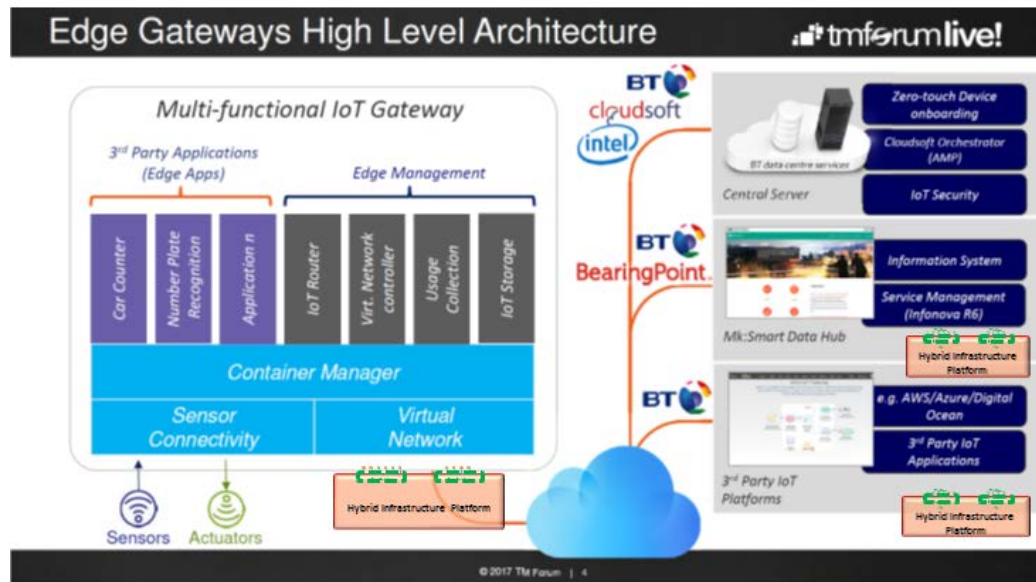 Edge Gateways High Level Architecture
tmforumlive!
Multi-functional IoT Gateway
3rd Party Applications
(Edge Apps)
Edge Management
Car Counter
Number Plate
Recognition
Application n
IoT Router
Virt. Network
controller
Usage
Collection
IoT Storage
Container Manager
Sensor
Connectivity
Virtual
Network
Sensors
Actuators
Hybrid Infrastructure Platform
BT
cloudsoft
intel
BT data centre services
Central Server
Zero-touch Device
onboarding
Cloudsoft Orchestrator
(AMP)
IoT Security
BT
BearingPoint
Mk:Smart Data Hub
Information System
Service Management
(Infonova R6)
Hybrid Infrastructure
Platform
BT
3rd Party IoT
Platforms
e.g. AWS/Azure/Digital
Ocean
3rd Party IoT
Applications
Hybrid Infrastructure
Platform
© 2017 TM Forum | 4